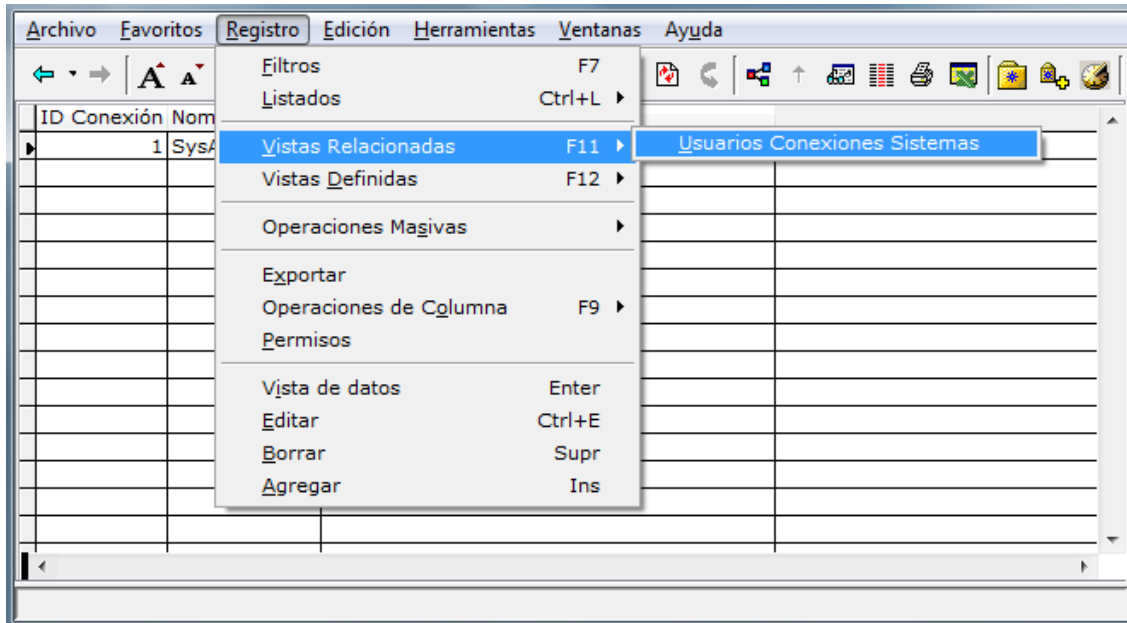 Archivo Favoritos Registro Edición Herramientas Ventanas Ayuda
Filtros F7
Listados Ctrl+L
ID Conexión Nom
1 SysA
Vistas Relacionadas F11
Usuarios Conexiones Sistemas
Vistas Definidas F12
Operaciones Masivas
Exportar
Operaciones de Columna F9
Permisos
Vista de datos Enter
Editar Ctrl+E
Borrar Supr
Agregar Ins